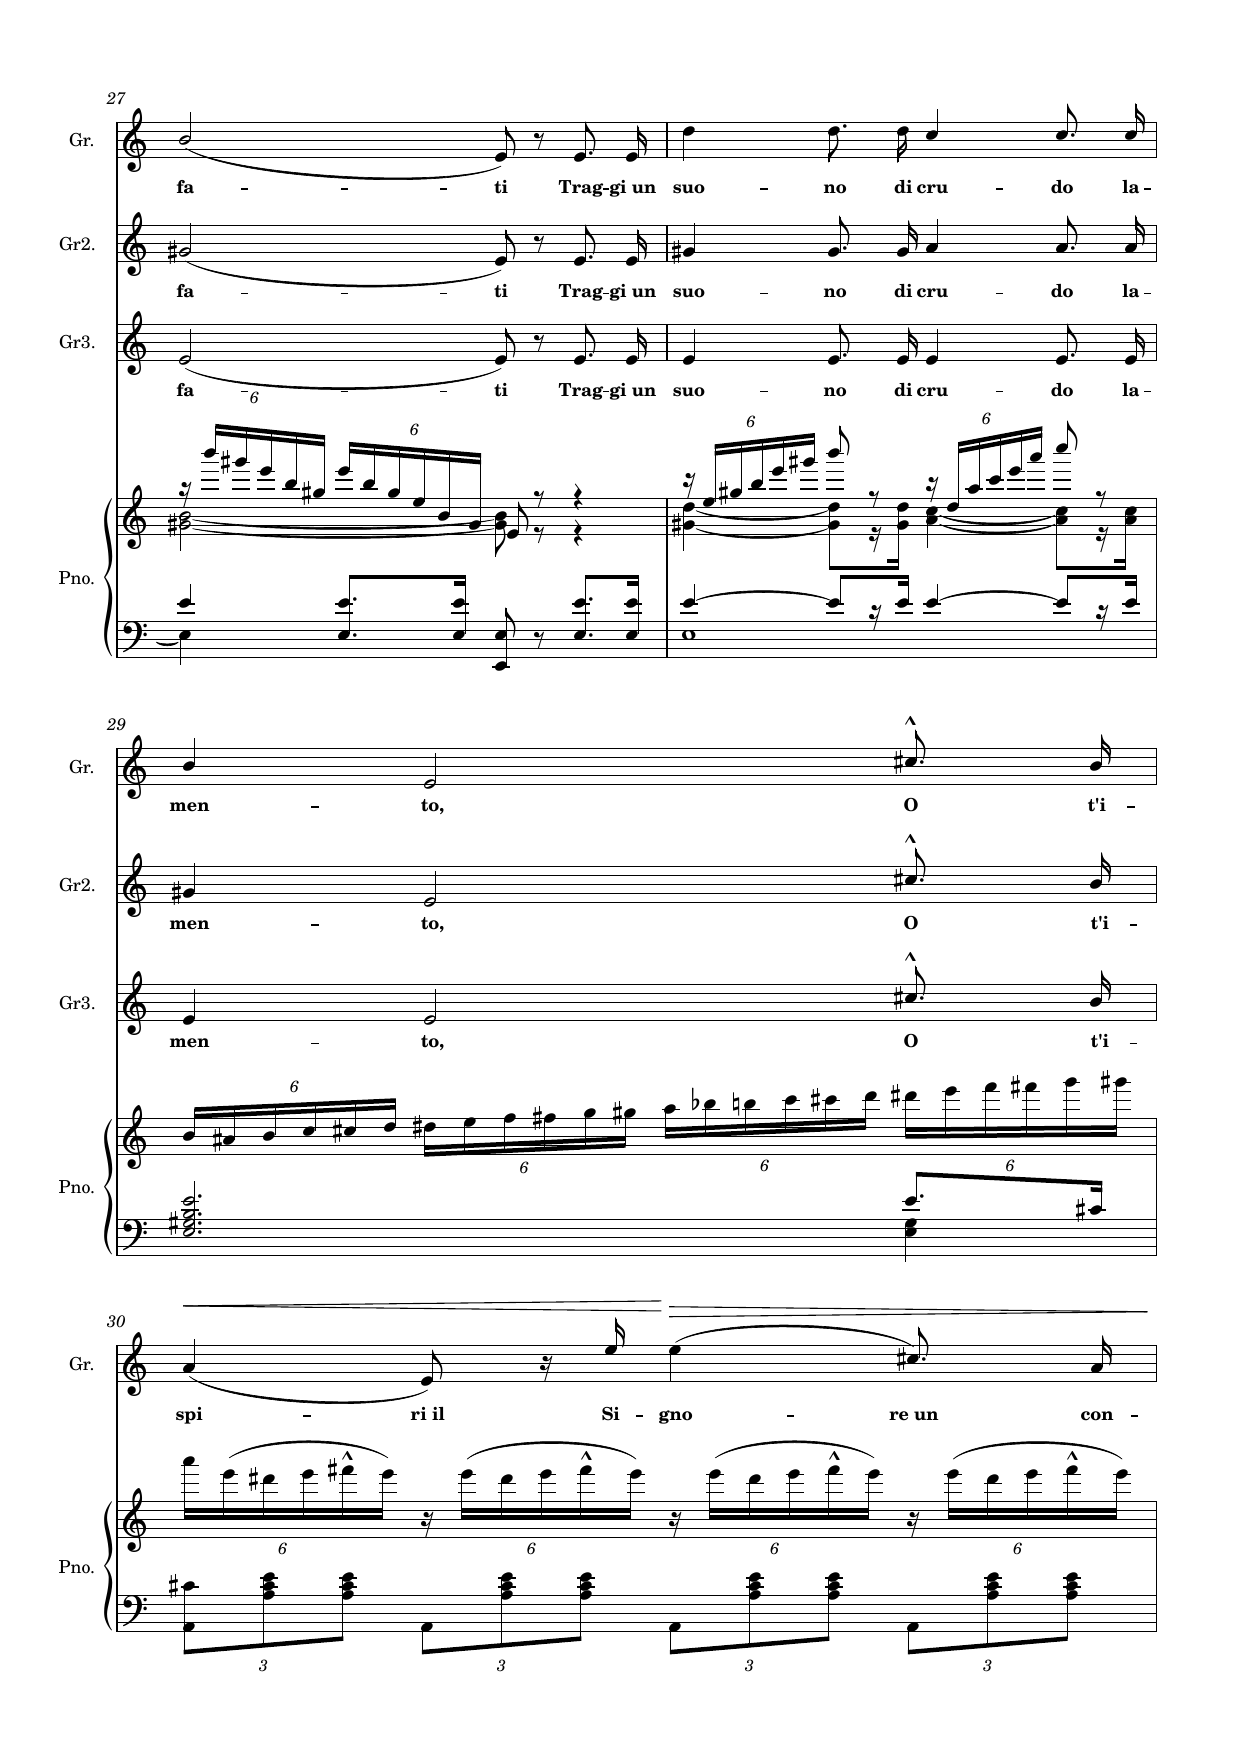 27
Gr.
fa -- ti Trag-gi un suo - no di cru - do la-
Gr2.
fa -- ti Trag-gi un suo - no di cru - do la-
Gr3.
fa -- ti Trag-gi un suo - no di cru - do la-
6 6 6 6
Pno.
29
Gr.
men - to, O t'i -
Gr2.
men - to, O t'i -
Gr3.
men - to, O t'i -
6
6 6 6
Pno.
30
Gr.
spi - ri il Si - gno - re un con -
6 6 6 6
Pno.
3 3 3 3